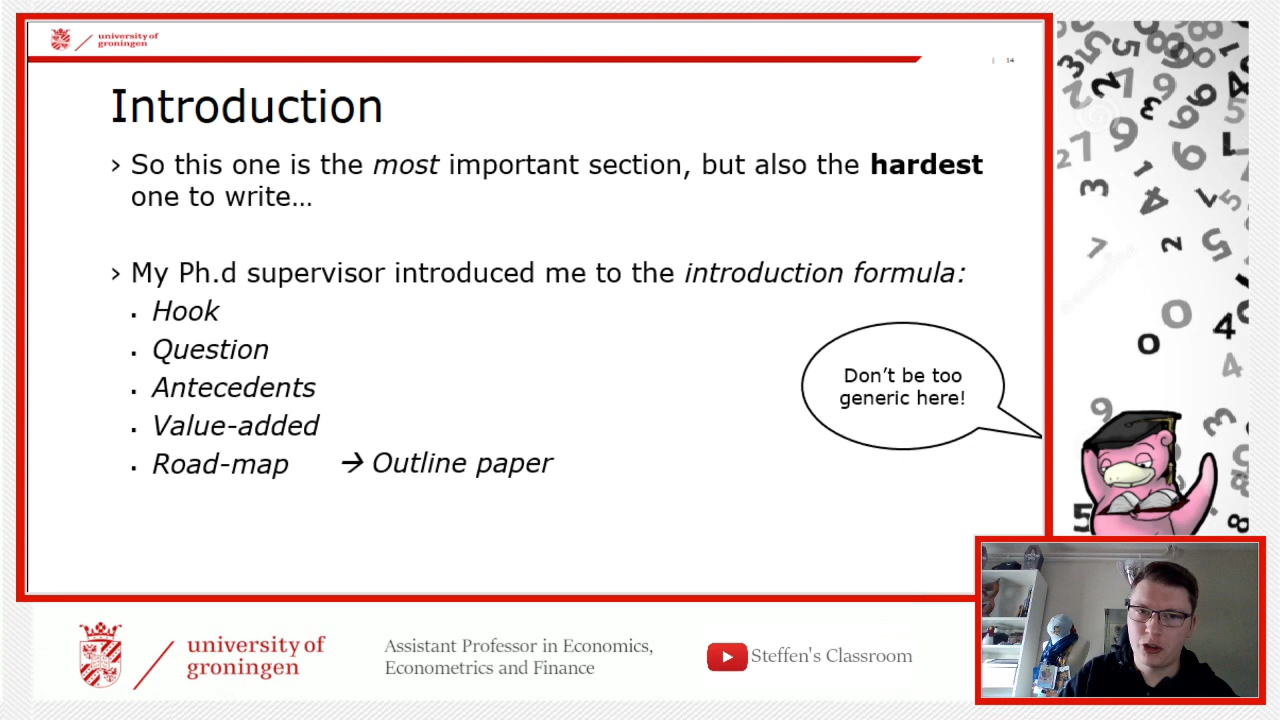 university of
groningen
| 14
Introduction
› So this one is the most important section, but also the hardest
one to write…
› My Ph.d supervisor introduced me to the introduction formula:
▪ Hook
▪ Question
▪ Antecedents
▪ Value-added
▪ Road-map → Outline paper
Don’t be too
generic here!
university of
groningen
Assistant Professor in Economics,
Econometrics and Finance
Steffen's Classroom